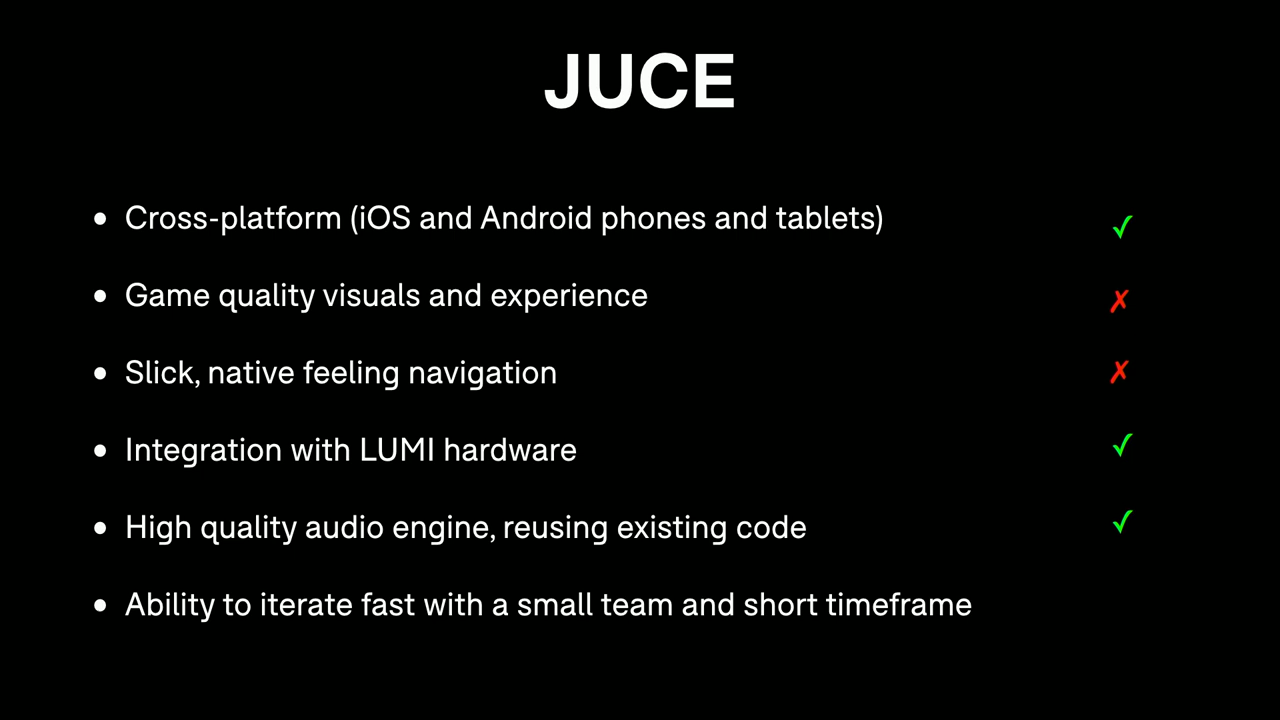 JUCE
• Cross-platform (iOS and Android phones and tablets) ✓
• Game quality visuals and experience ✗
• Slick, native feeling navigation ✗
• Integration with LUMI hardware ✓
• High quality audio engine, reusing existing code ✓
• Ability to iterate fast with a small team and short timeframe